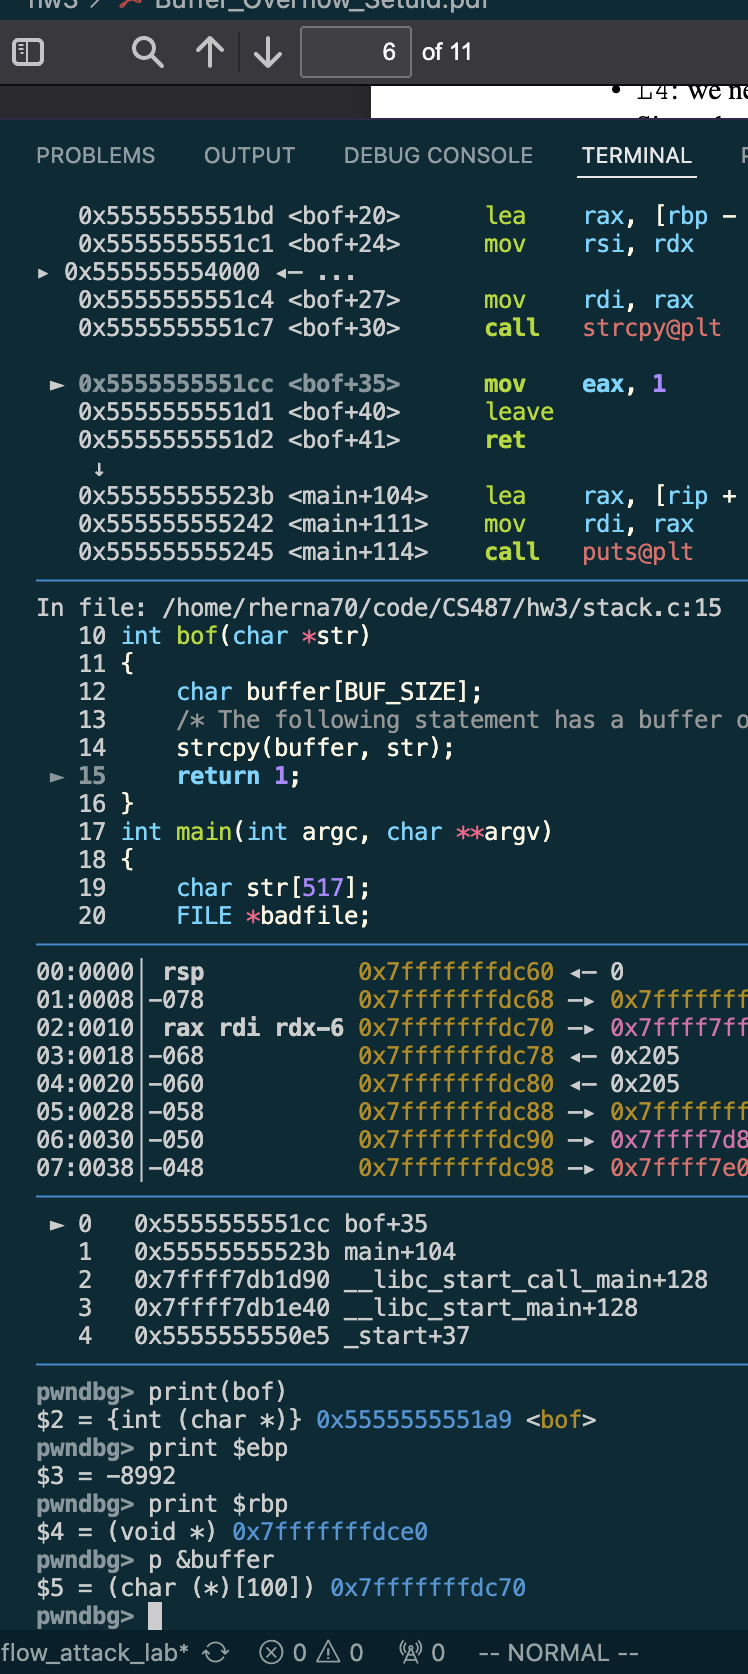 hw3 > Buffer_Overflow_Setuid.pdf
6 of 11
• L4: we ne
PROBLEMS OUTPUT DEBUG CONSOLE TERMINAL P
0x5555555551bd <bof+20> lea rax, [rbp -
0x5555555551c1 <bof+24> mov rsi, rdx
▸ 0x555555554000 ◂— ...
0x5555555551c4 <bof+27> mov rdi, rax
0x5555555551c7 <bof+30> call strcpy@plt
► 0x5555555551cc <bof+35> mov eax, 1
0x5555555551d1 <bof+40> leave
0x5555555551d2 <bof+41> ret
↓
0x55555555523b <main+104> lea rax, [rip +
0x555555555242 <main+111> mov rdi, rax
0x555555555245 <main+114> call puts@plt
In file: /home/rherna70/code/CS487/hw3/stack.c:15
10 int bof(char *str)
11 {
12 char buffer[BUF_SIZE];
13 /* The following statement has a buffer o
14 strcpy(buffer, str);
► 15 return 1;
16 }
17 int main(int argc, char **argv)
18 {
19 char str[517];
20 FILE *badfile;
00:0000│ rsp 0x7fffffffdc60 ◂— 0
01:0008│-078 0x7fffffffdc68 —▸ 0x7fffffff
02:0010│ rax rdi rdx-6 0x7fffffffdc70 —▸ 0x7ffff7ff
03:0018│-068 0x7fffffffdc78 ◂— 0x205
04:0020│-060 0x7fffffffdc80 ◂— 0x205
05:0028│-058 0x7fffffffdc88 —▸ 0x7fffffff
06:0030│-050 0x7fffffffdc90 —▸ 0x7ffff7d8
07:0038│-048 0x7fffffffdc98 —▸ 0x7ffff7e0
► 0 0x5555555551cc bof+35
1 0x55555555523b main+104
2 0x7ffff7db1d90 __libc_start_call_main+128
3 0x7ffff7db1e40 __libc_start_main+128
4 0x5555555550e5 _start+37
pwndbg> print(bof)
$2 = {int (char *)} 0x5555555551a9 <bof>
pwndbg> print $ebp
$3 = -8992
pwndbg> print $rbp
$4 = (void *) 0x7fffffffdce0
pwndbg> p &buffer
$5 = (char (*)[100]) 0x7fffffffdc70
pwndbg>
flow_attack_lab* 0 0 0 -- NORMAL --